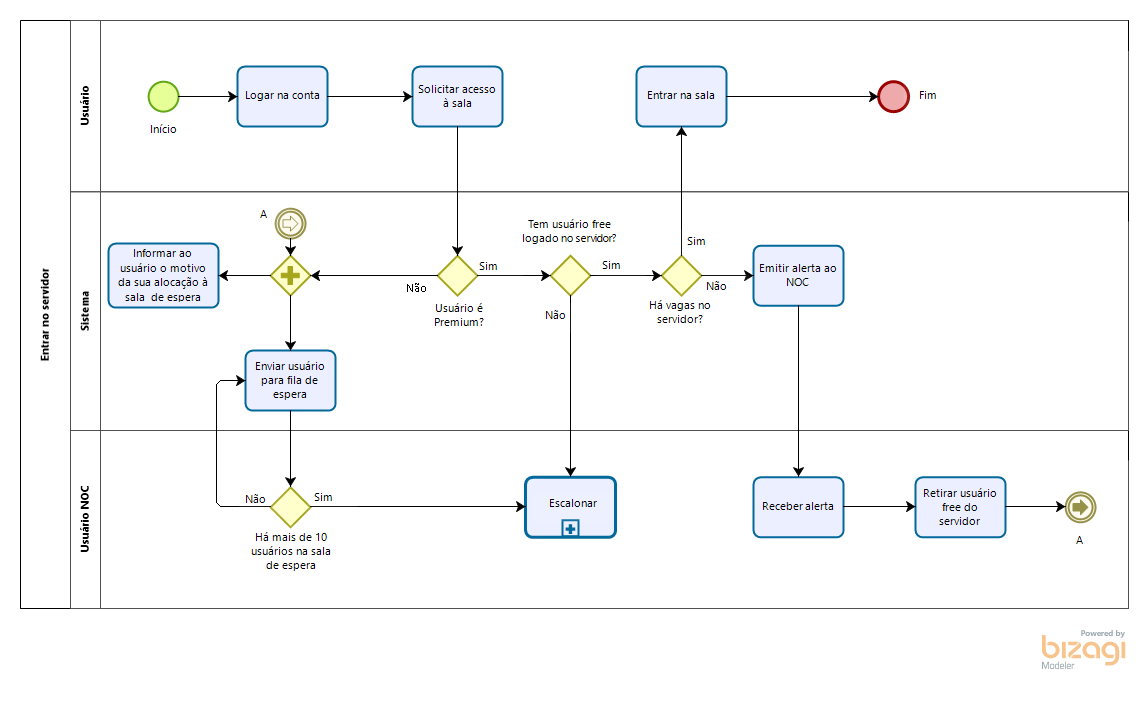 Entrar no servidor
Usuário
Início
Logar na conta
Solicitar acesso
à sala
Entrar na sala
Fim
Sistema
A
Informar ao
usuário o motivo
da sua alocação à
sala de espera
Não
Usuário é
Premium?
Sim
Tem usuário free
logado no servidor?
Sim
Não
Sim
Não
Há vagas no
servidor?
Emitir alerta ao
NOC
Enviar usuário
para fila de
espera
Usuário NOC
Não
Sim
Há mais de 10
usuários na sala
de espera
Escalonar
Receber alerta
Retirar usuário
free do
servidor
A
Powered by
bizagi
Modeler